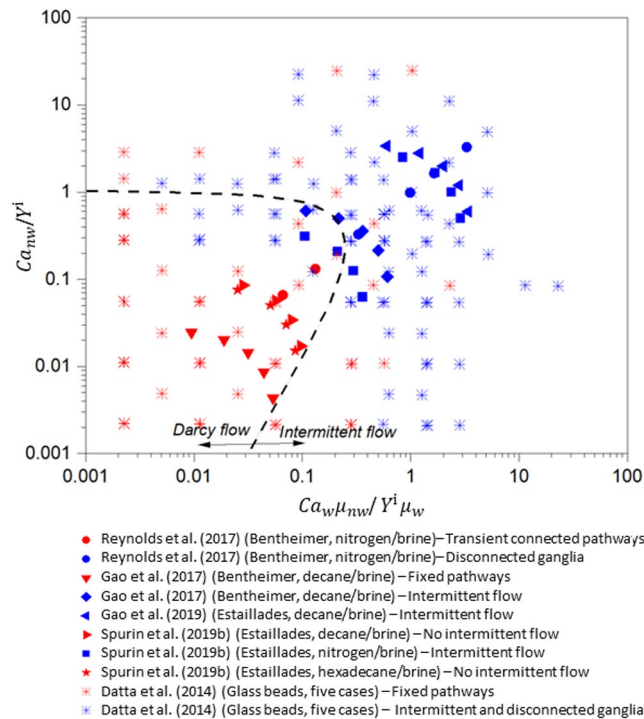 100
10
1
0.1
0.01
0.001
Ca_nw/Y^i
Darcy flow
Intermittent flow
0.001
0.01
0.1
1
10
100
Ca_w μ_nw/Y^i μ_w
Reynolds et al. (2017) (Bentheimer, nitrogen/brine)–Transient connected pathways
Reynolds et al. (2017) (Bentheimer, nitrogen/brine)–Disconnected ganglia
Gao et al. (2017) (Bentheimer, decane/brine) –Fixed pathways
Gao et al. (2017) (Bentheimer, decane/brine) –Intermittent flow
Gao et al. (2019) (Estaillades, decane/brine) –Intermittent flow
Spurin et al. (2019b) (Estaillades, decane/brine) –No intermittent flow
Spurin et al. (2019b) (Estaillades, nitrogen/brine) –Intermittent flow
Spurin et al. (2019b) (Estaillades, hexadecane/brine) –No intermittent flow
Datta et al. (2014) (Glass beads, five cases) –Fixed pathways
Datta et al. (2014) (Glass beads, five cases) –Intermittent and disconnected ganglia